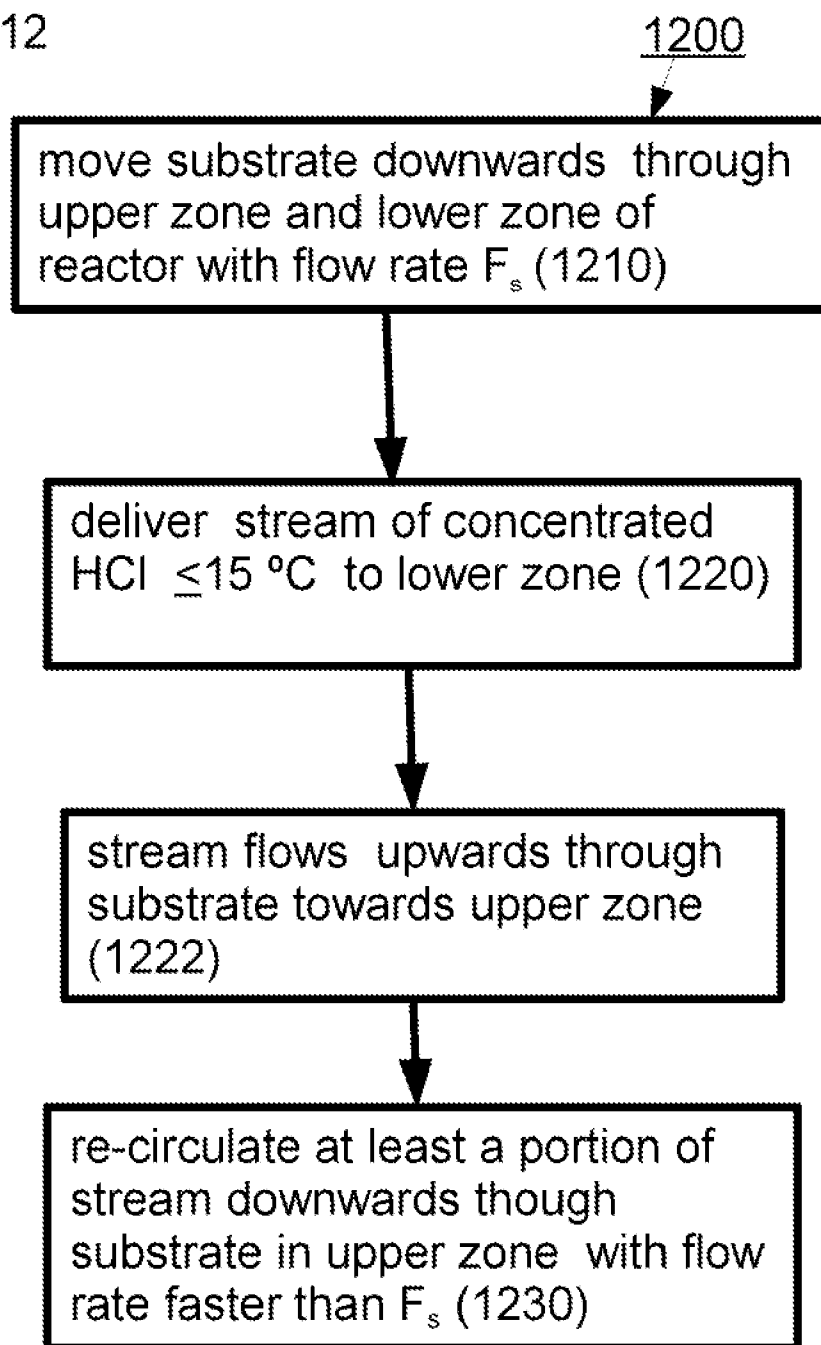 12
1200
move substrate downwards through
upper zone and lower zone of
reactor with flow rate Fₛ (1210)
deliver stream of concentrated
HCl ≤15 ºC to lower zone (1220)
stream flows upwards through
substrate towards upper zone
(1222)
re-circulate at least a portion of
stream downwards though
substrate in upper zone with flow
rate faster than Fₛ (1230)